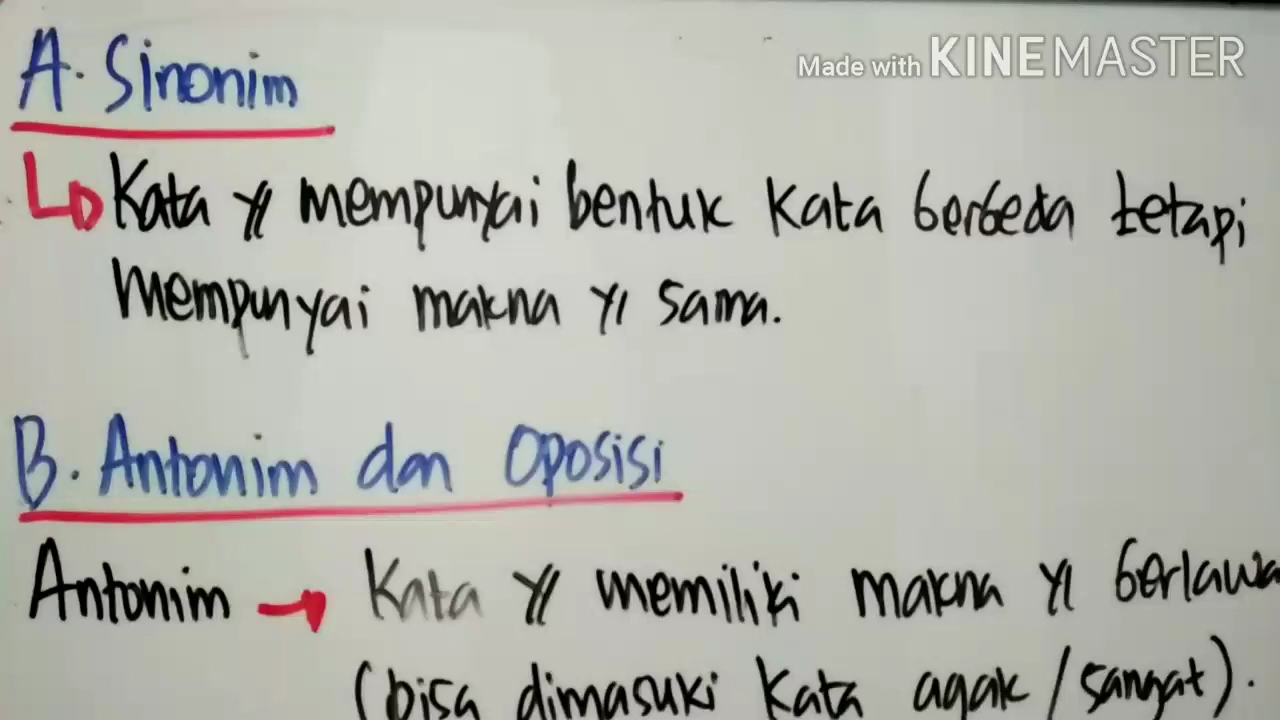 Made with KINEMASTER
A. Sinonim
Kata yg mempunyai bentuk kata berbeda tetapi
mempunyai makna yg sama.
B. Antonim dan Oposisi
Antonim → Kata yg memiliki makna yg berlawa
(bisa dimasuki kata agak / sangat).